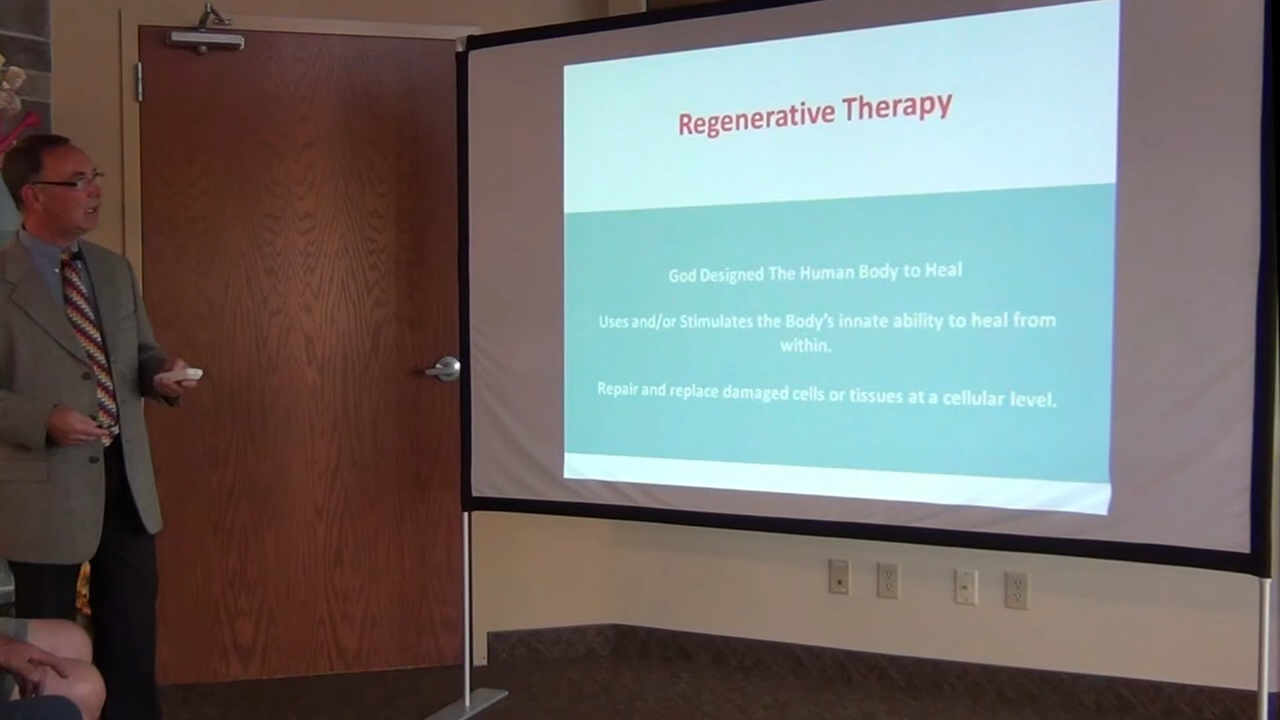 Regenerative Therapy
God Designed The Human Body to Heal
Uses and/or Stimulates the Body's innate ability to heal from
within.
Repair and replace damaged cells or tissues at a cellular level.